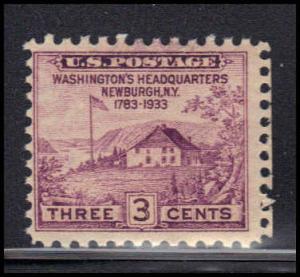 U.S. POSTAGE
WASHINGTON'S HEADQUARTERS
NEWBURGH, N.Y.
1783-1933
THREE 3 CENTS